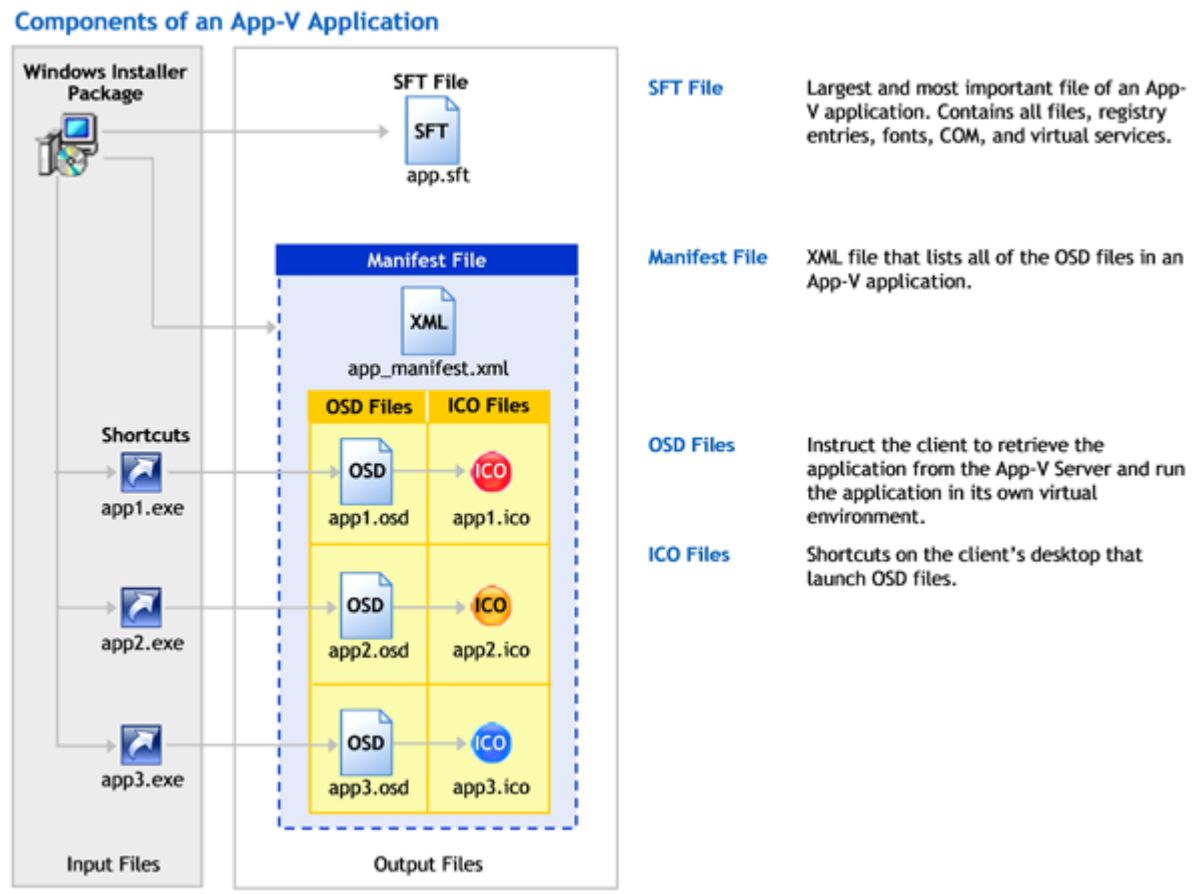 Components of an App-V Application
Windows Installer
Package
SFT File
SFT
app.sft
Manifest File
XML
app_manifest.xml
OSD Files
ICO Files
Shortcuts
app1.exe
OSD
app1.osd
ICO
app1.ico
app2.exe
OSD
app2.osd
ICO
app2.ico
app3.exe
OSD
app3.osd
ICO
app3.ico
Input Files
Output Files
SFT File
Largest and most important file of an App-
V application. Contains all files, registry
entries, fonts, COM, and virtual services.
Manifest File
XML file that lists all of the OSD files in an
App-V application.
OSD Files
Instruct the client to retrieve the
application from the App-V Server and run
the application in its own virtual
environment.
ICO Files
Shortcuts on the client's desktop that
launch OSD files.